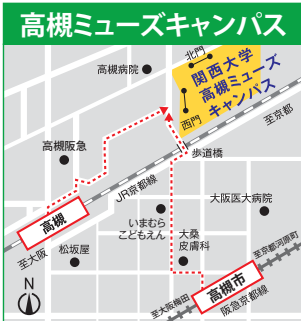 高槻ミューズキャンパス
北門
高槻病院
関西大学
高槻ミューズ
キャンパス
西門
至京都
高槻阪急
歩道橋
JR京都線
大阪医大病院
高槻
いまむら
こどもえん
大桑
皮膚科
至大阪
松坂屋
至京都河原町
N
高槻市
至大阪梅田
阪急京都線